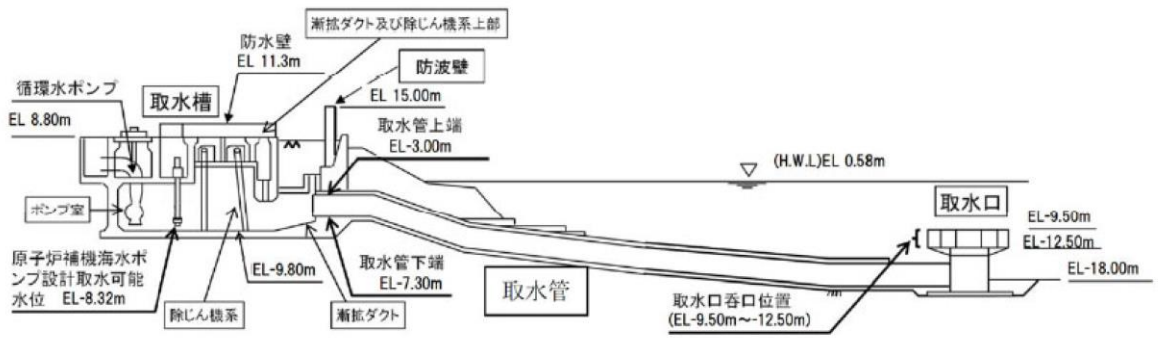 漸拡ダクト及び除じん機系上部
防水壁
EL 11.3m
防波壁
循環水ポンプ
取水槽
EL 15.00m
EL 8.80m
取水管上端
EL-3.00m
(H.W.L)EL 0.58m
取水口
ポンプ室
EL-9.50m
EL-12.50m
原子炉補機海水ポ
ンプ設計取水可能
水位 EL-8.32m
EL-9.80m
取水管下端
EL-7.30m
EL-18.00m
取水管
取水口呑口位置
(EL-9.50m～-12.50m)
除じん機系
漸拡ダクト